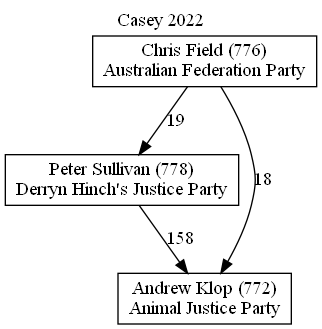 Casey 2022
Chris Field (776)
Australian Federation Party
19
Peter Sullivan (778)
Derryn Hinch's Justice Party
18
158
Andrew Klop (772)
Animal Justice Party